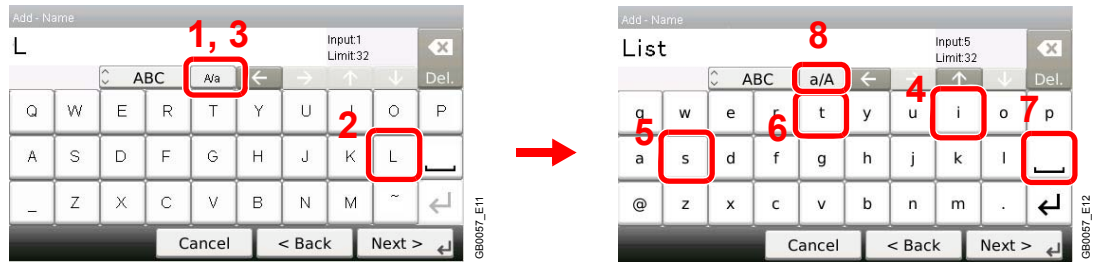 Add - Name
L
1, 3
Input:1
Limit:32
ABC
A/a
←
→
↑
↓
Del.
Q W E R T Y U J O P
2
A S D F G H J K L
_ Z X C V B N M ~
Cancel
< Back
Next >
GB0057_E11
Add - Name
List
8
Input:5
Limit:32
ABC
a/A
←
→
↑
↓
Del.
4
7
q w e r t y u i o p
5
6
a s d f g h j k l
@ z x c v b n m .
Cancel
< Back
Next >
GB0057_E12